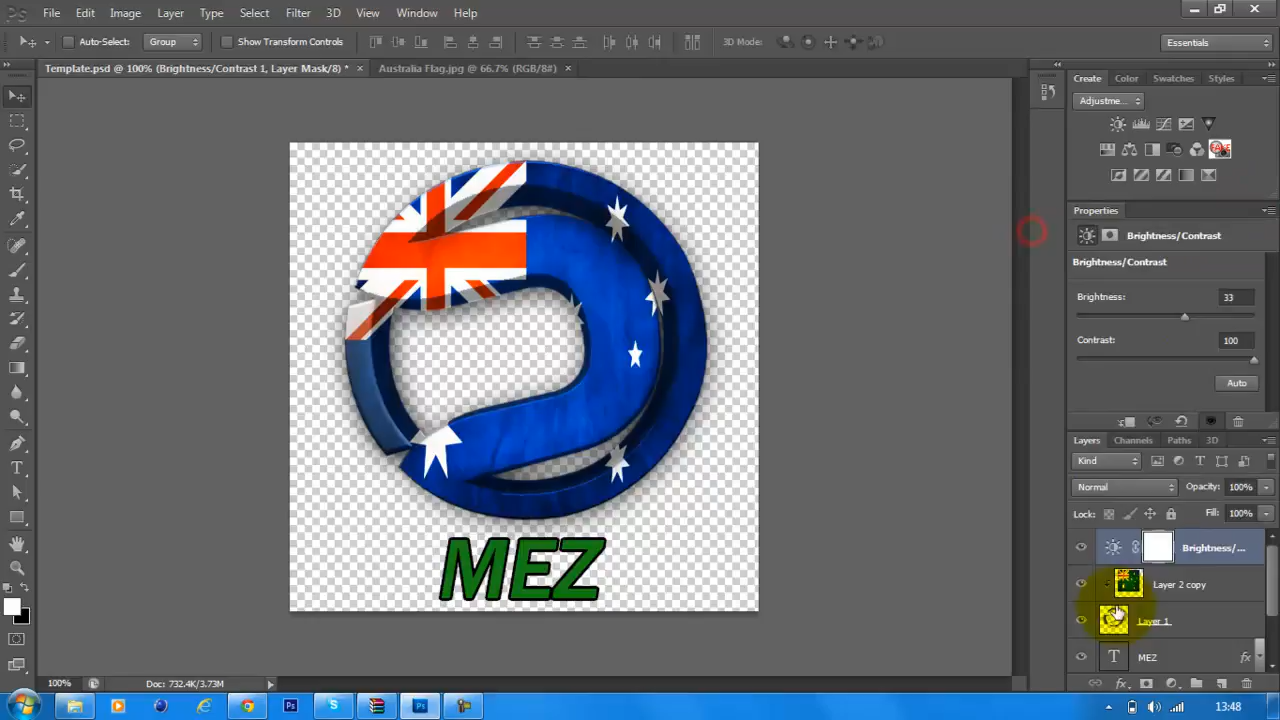 Ps File Edit Image Layer Type Select Filter 3D View Window Help
Auto-Select: Group Show Transform Controls 3D Mode: Essentials
Template.psd @ 100% (Brightness/Contrast 1, Layer Mask/8) * × Australia Flag.jpg @ 66.7% (RGB/8#) ×
Create Color Swatches Styles
Adjustme...
Properties
Brightness/Contrast
Brightness/Contrast
Brightness: 33
Contrast: 100
Auto
Layers Channels Paths 3D
Kind
Normal Opacity: 100%
Lock: Fill: 100%
Brightness/...
Layer 2 copy
Layer 1
MEZ fx
MEZ
100% Doc: 732.4K/3.73M
13:48